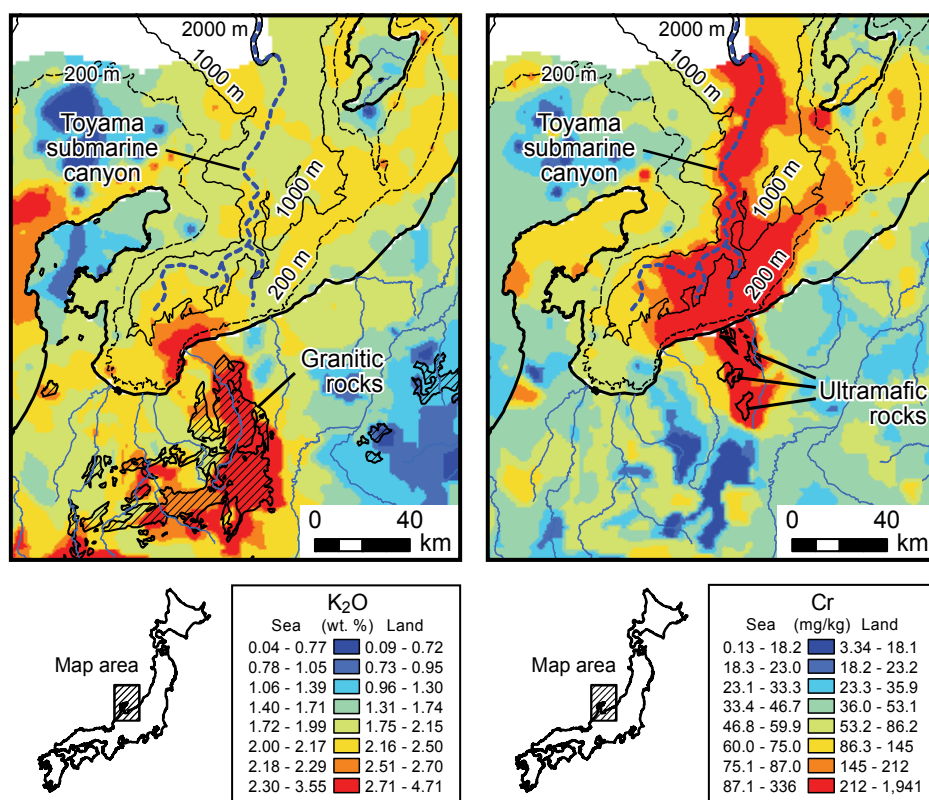 2000 m
1000 m
200 m
Toyama
submarine
canyon
1000 m
200 m
Granitic
rocks
0 40
km
2000 m
1000 m
200 m
Toyama
submarine
canyon
1000 m
200 m
Ultramafic
rocks
0 40
km
Map area
K2O
Sea (wt. %) Land
0.04 - 0.77 0.09 - 0.72
0.78 - 1.05 0.73 - 0.95
1.06 - 1.39 0.96 - 1.30
1.40 - 1.71 1.31 - 1.74
1.72 - 1.99 1.75 - 2.15
2.00 - 2.17 2.16 - 2.50
2.18 - 2.29 2.51 - 2.70
2.30 - 3.55 2.71 - 4.71
Map area
Cr
Sea (mg/kg) Land
0.13 - 18.2 3.34 - 18.1
18.3 - 23.0 18.2 - 23.2
23.1 - 33.3 23.3 - 35.9
33.4 - 46.7 36.0 - 53.1
46.8 - 59.9 53.2 - 86.2
60.0 - 75.0 86.3 - 145
75.1 - 87.0 145 - 212
87.1 - 336 212 - 1,941